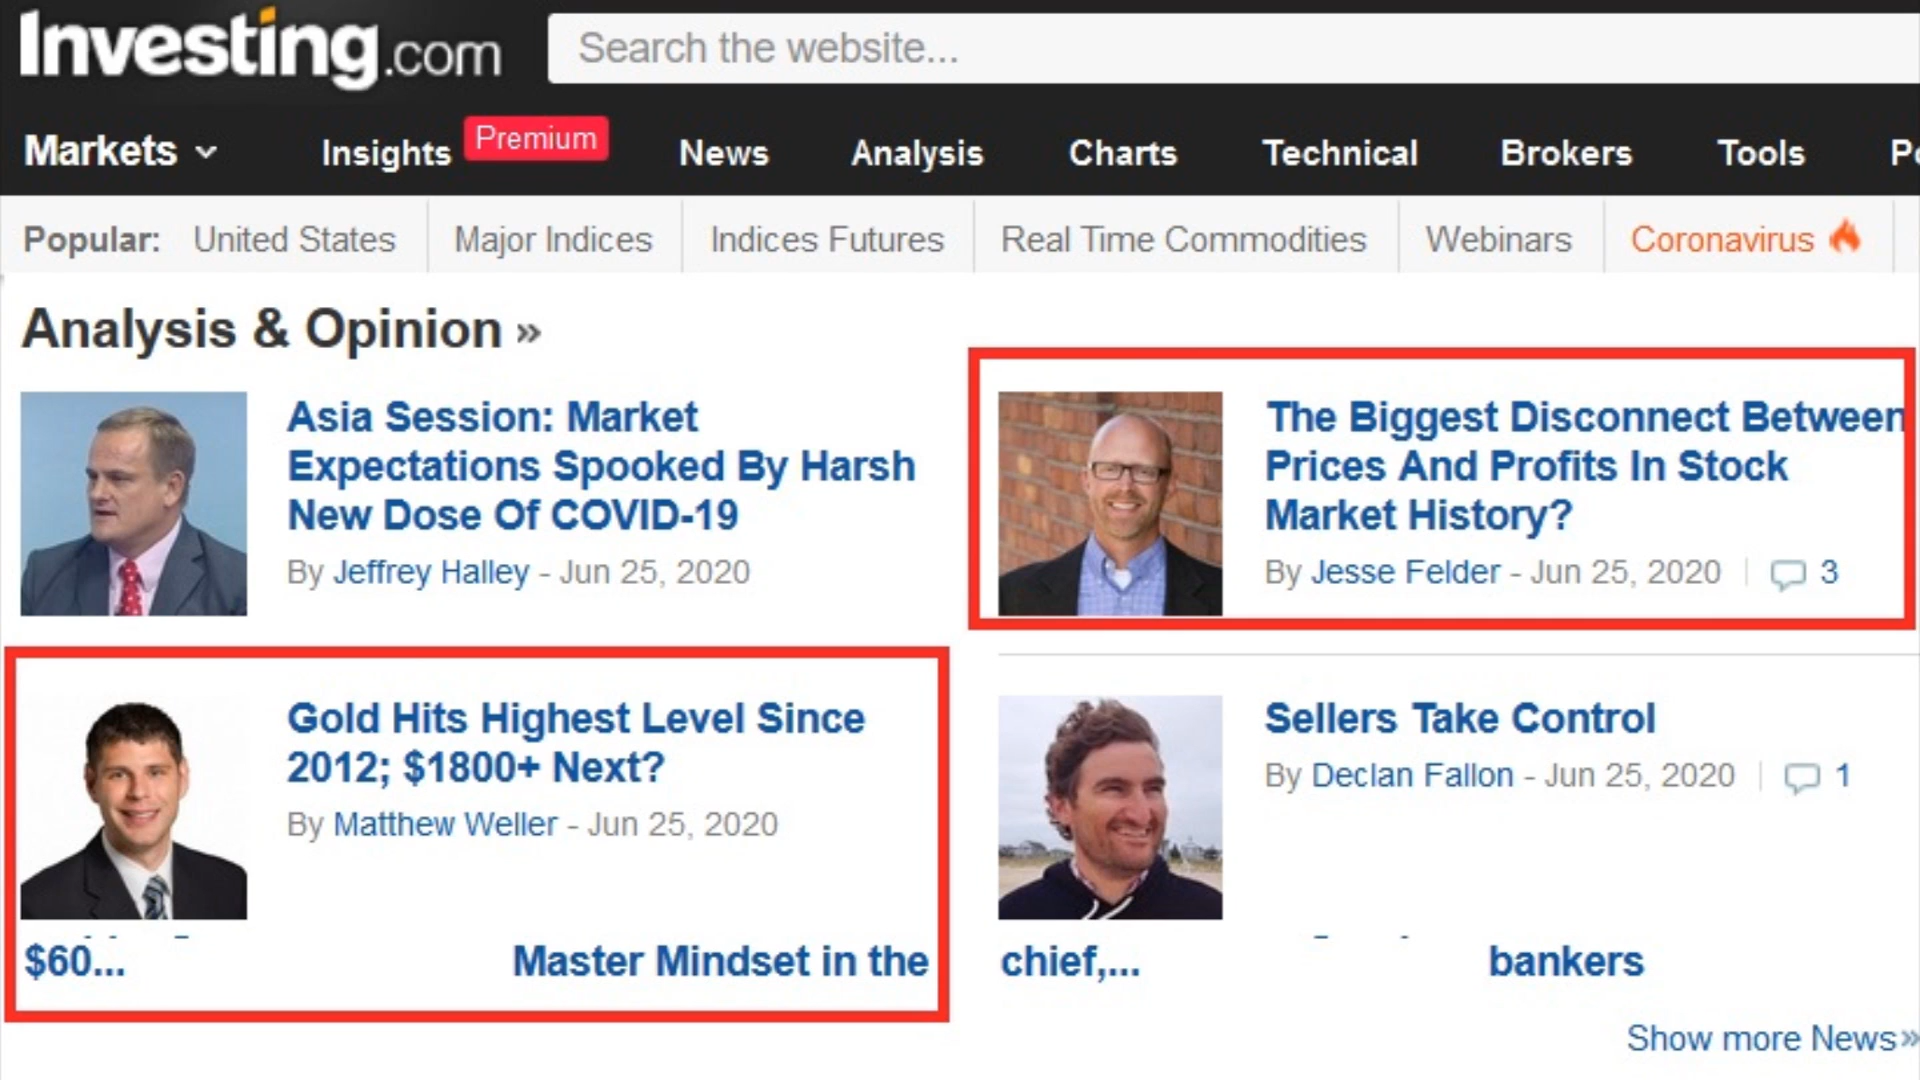 Investing.com
Search the website...
Markets
Insights
Premium
News
Analysis
Charts
Technical
Brokers
Tools
Popular:
United States
Major Indices
Indices Futures
Real Time Commodities
Webinars
Coronavirus
Analysis & Opinion »
Asia Session: Market
Expectations Spooked By Harsh
New Dose Of COVID-19
By Jeffrey Halley - Jun 25, 2020
The Biggest Disconnect Between
Prices And Profits In Stock
Market History?
By Jesse Felder - Jun 25, 2020 3
Gold Hits Highest Level Since
2012; $1800+ Next?
By Matthew Weller - Jun 25, 2020
Sellers Take Control
By Declan Fallon - Jun 25, 2020 1
$60...
Master Mindset in the
chief,...
bankers
Show more News»